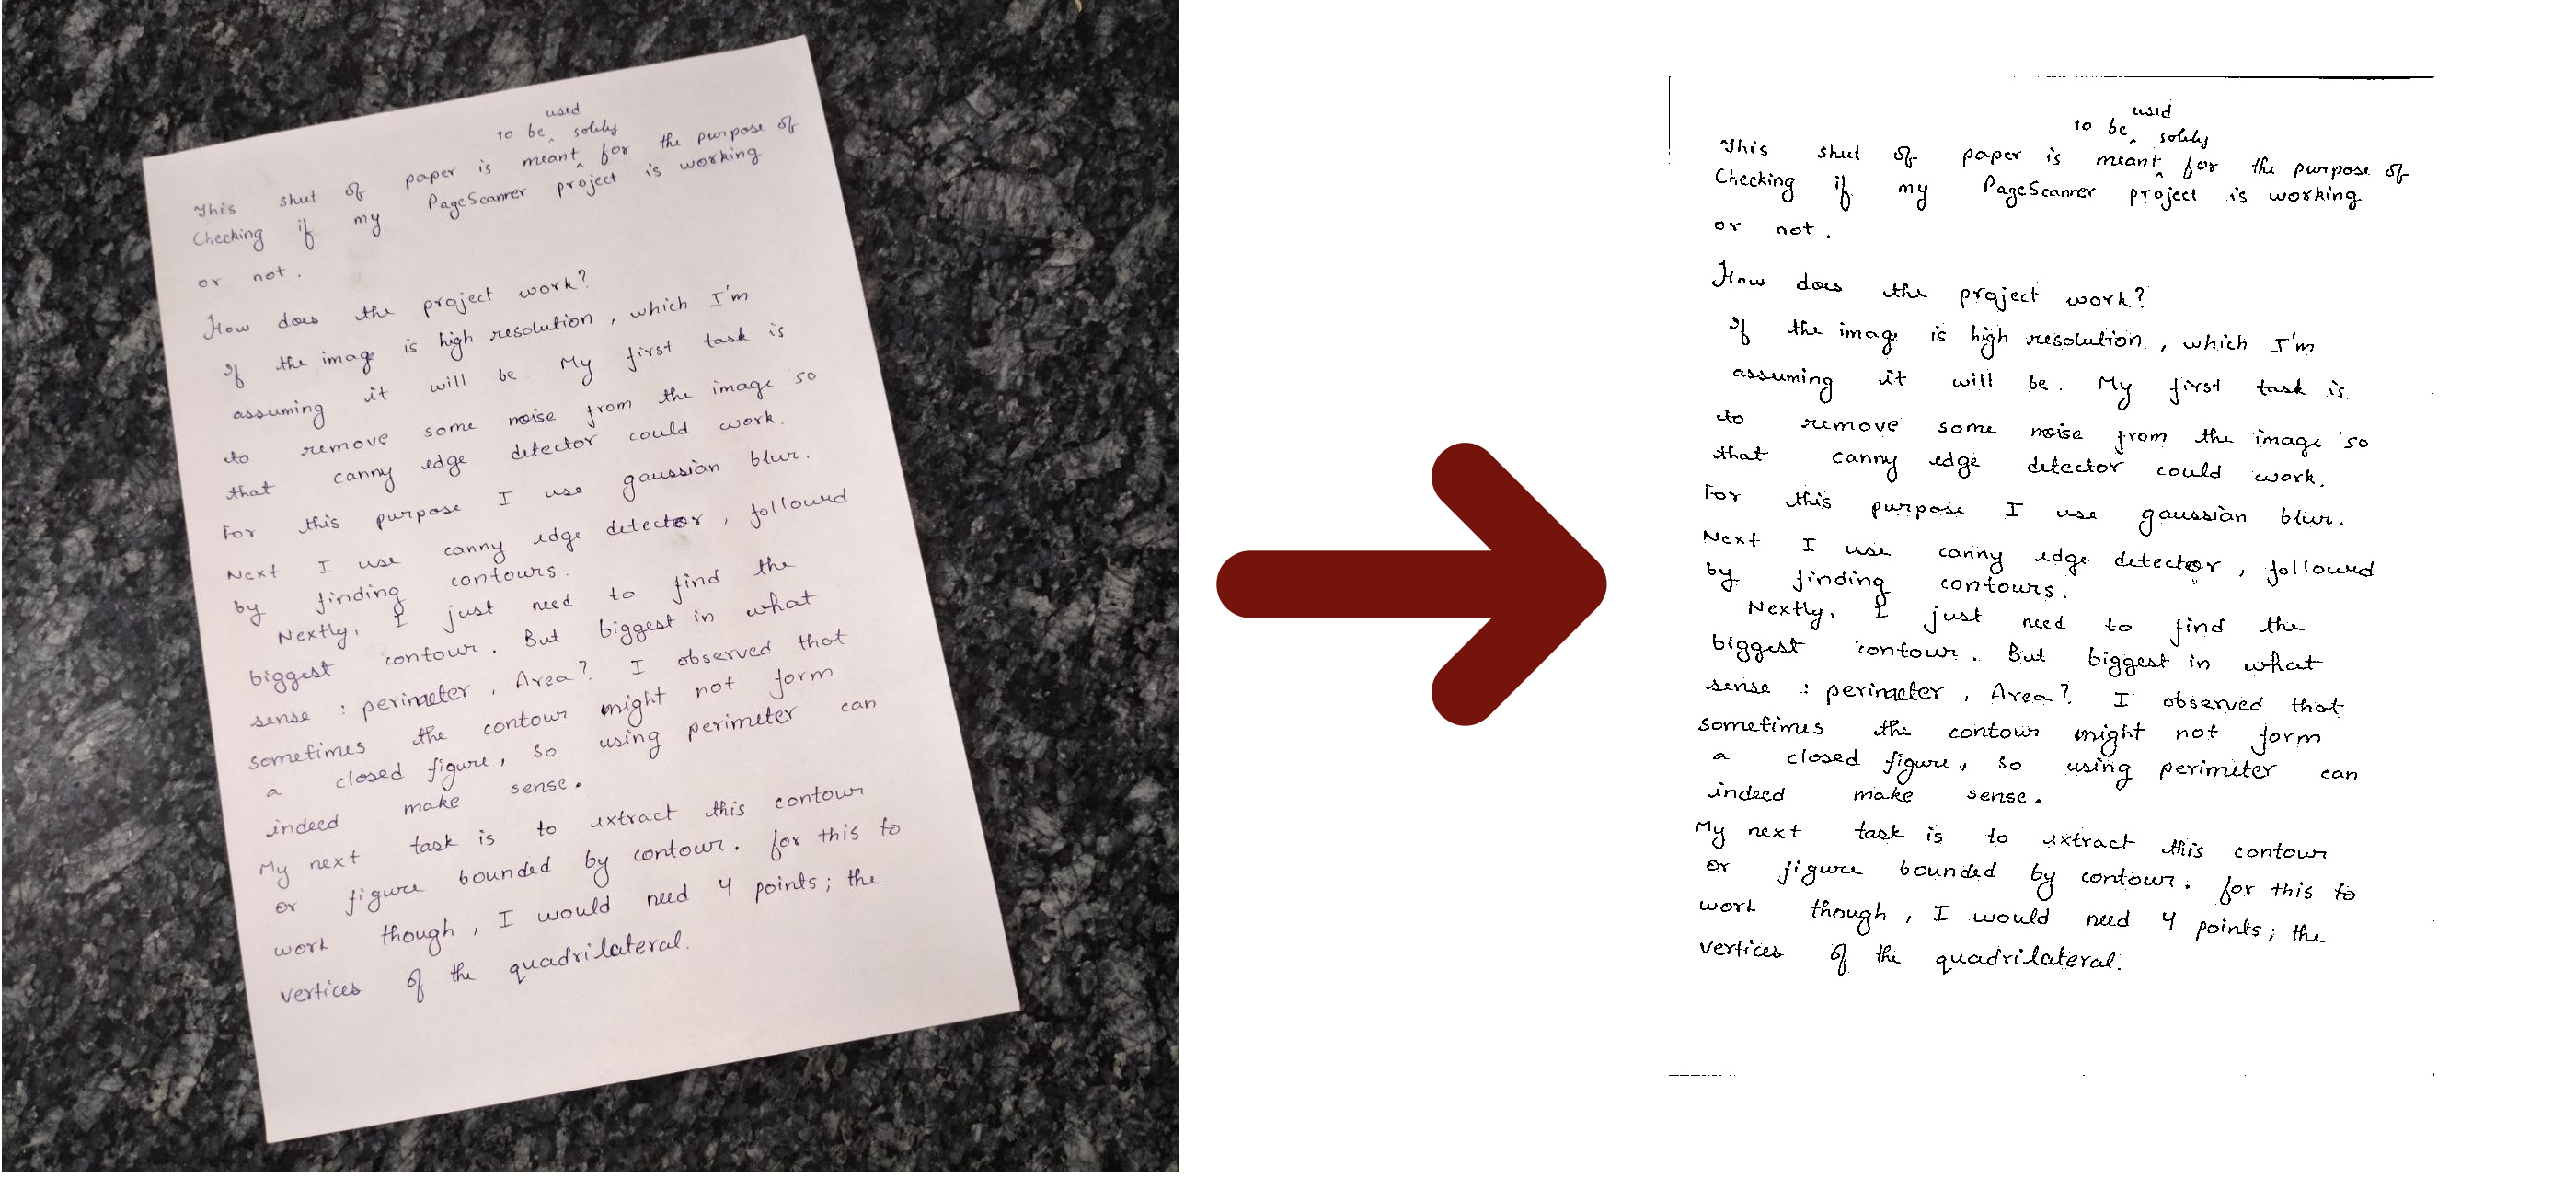 used
to be ‸ solely
This sheet of paper is meant ‸ for the purpose of
Checking if my PageScanner project is working
or not.
How does the project work?
If the image is high resolution, which I'm
assuming it will be. My first task is
to remove some noise from the image so
that canny edge detector could work.
For this purpose I use gaussian blur.
Next I use canny edge detector, followed
by finding contours.
Nextly, I just need to find the
biggest contour. But biggest in what
sense : perimeter, Area? I observed that
sometimes the contour might not form
a closed figure, so using perimeter can
indeed make sense.
My next task is to extract this contour
or figure bounded by contour. for this to
work though, I would need 4 points; the
vertices of the quadrilateral.
used
to be ‸ solely
This sheet of paper is meant ‸ for the purpose of
Checking if my PageScanner project is working
or not.
How does the project work?
If the image is high resolution, which I'm
assuming it will be. My first task is
to remove some noise from the image so
that canny edge detector could work.
For this purpose I use gaussian blur.
Next I use canny edge detector, followed
by finding contours.
Nextly, I just need to find the
biggest contour. But biggest in what
sense : perimeter, Area? I observed that
sometimes the contour might not form
a closed figure, so using perimeter can
indeed make sense.
My next task is to extract this contour
or figure bounded by contour. for this to
work though, I would need 4 points; the
vertices of the quadrilateral.